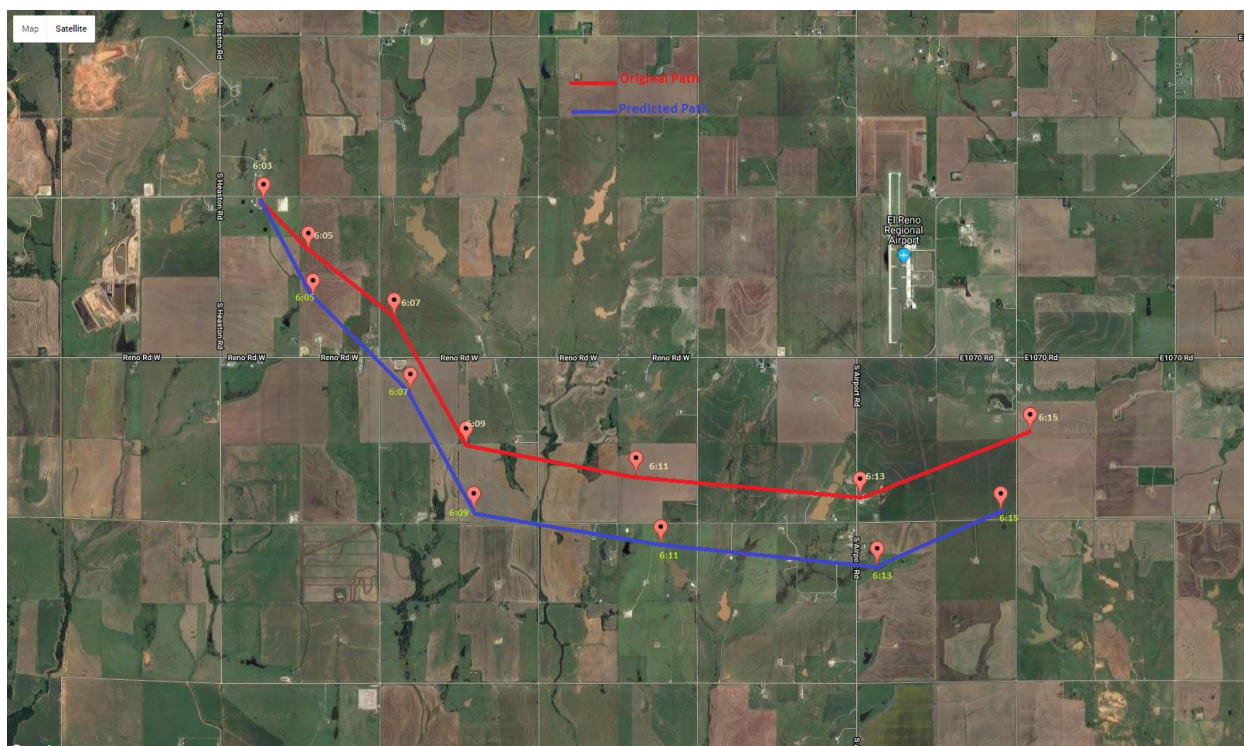 Map Satellite
S Heaston Rd
E
Original Path
Predicted Path
6:03
S Heaston Rd
El Reno
Regional
Airport
6:05
6:05
6:07
S Heaston Rd
Reno Rd W
Reno Rd W
Reno Rd W
Reno Rd W
Reno Rd W
Reno Rd W
E1070 Rd
E1070 Rd
E1070 Rd
6:07
S Airport Rd
6:09
6:15
6:11
6:13
6:09
6:15
6:11
S Airport Rd
6:13